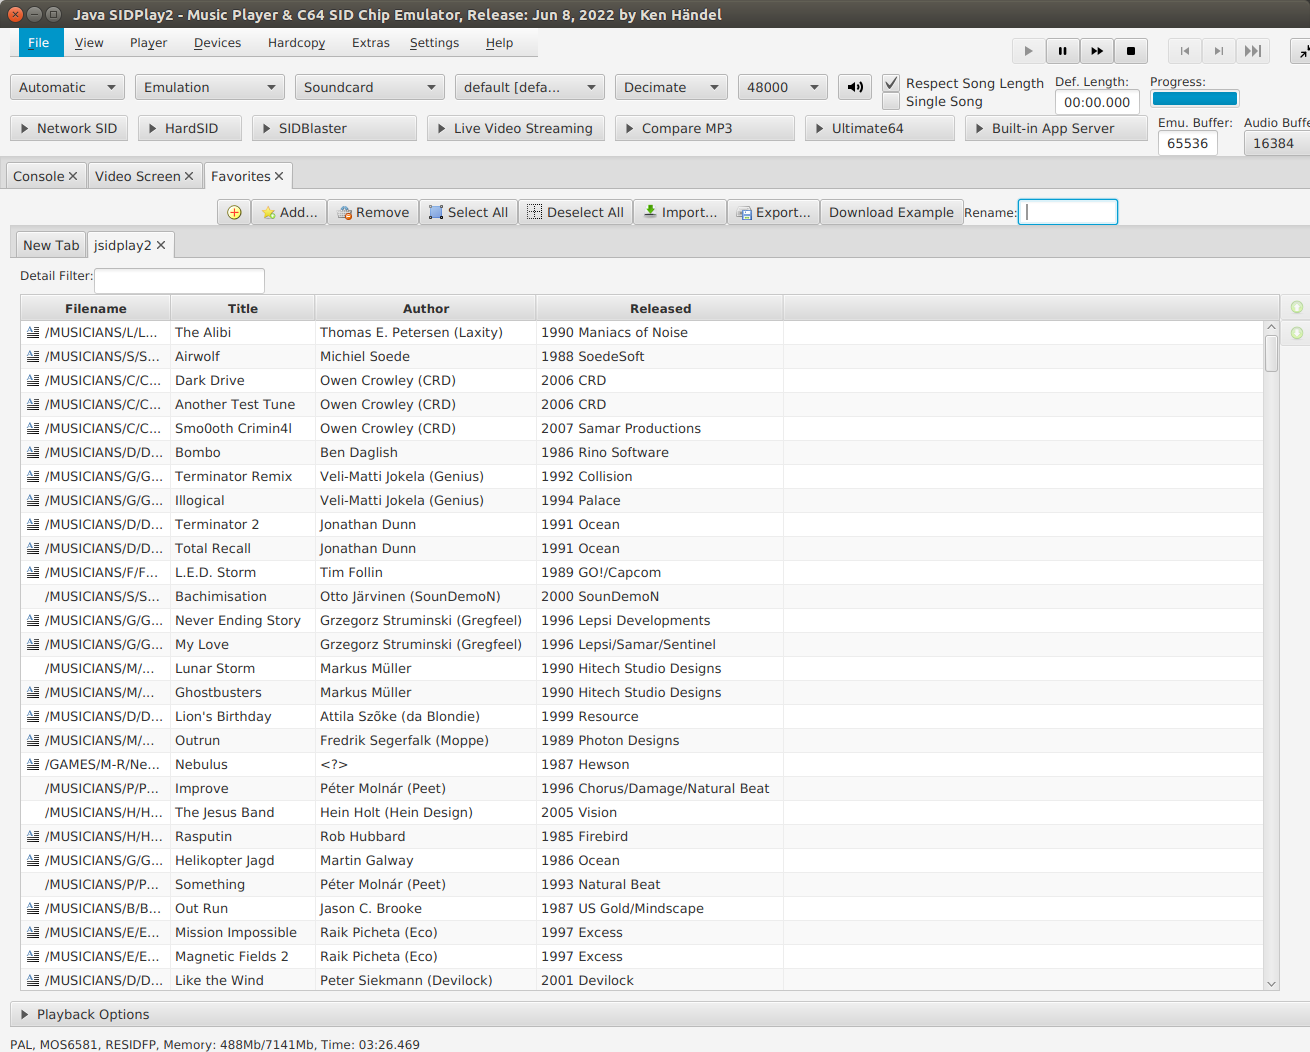 Java SIDPlay2 - Music Player & C64 SID Chip Emulator, Release: Jun 8, 2022 by Ken Händel
File View Player Devices Hardcopy Extras Settings Help
Automatic Emulation Soundcard default [defa... Decimate 48000 Respect Song Length Def. Length: Progress:
Single Song 00:00.000
Network SID HardSID SIDBlaster Live Video Streaming Compare MP3 Ultimate64 Built-in App Server Emu. Buffer: Audio Buffe
65536 16384
Console Video Screen Favorites
Add... Remove Select All Deselect All Import... Export... Download Example Rename:
New Tab jsidplay2
Detail Filter:
Filename Title Author Released
/MUSICIANS/L/L... The Alibi Thomas E. Petersen (Laxity) 1990 Maniacs of Noise
/MUSICIANS/S/S... Airwolf Michiel Soede 1988 SoedeSoft
/MUSICIANS/C/C... Dark Drive Owen Crowley (CRD) 2006 CRD
/MUSICIANS/C/C... Another Test Tune Owen Crowley (CRD) 2006 CRD
/MUSICIANS/C/C... Smo0oth Crimin4l Owen Crowley (CRD) 2007 Samar Productions
/MUSICIANS/D/D... Bombo Ben Daglish 1986 Rino Software
/MUSICIANS/G/G... Terminator Remix Veli-Matti Jokela (Genius) 1992 Collision
/MUSICIANS/G/G... Illogical Veli-Matti Jokela (Genius) 1994 Palace
/MUSICIANS/D/D... Terminator 2 Jonathan Dunn 1991 Ocean
/MUSICIANS/D/D... Total Recall Jonathan Dunn 1991 Ocean
/MUSICIANS/F/F... L.E.D. Storm Tim Follin 1989 GO!/Capcom
/MUSICIANS/S/S... Bachimisation Otto Järvinen (SounDemoN) 2000 SounDemoN
/MUSICIANS/G/G... Never Ending Story Grzegorz Struminski (Gregfeel) 1996 Lepsi Developments
/MUSICIANS/G/G... My Love Grzegorz Struminski (Gregfeel) 1996 Lepsi/Samar/Sentinel
/MUSICIANS/M/... Lunar Storm Markus Müller 1990 Hitech Studio Designs
/MUSICIANS/M/... Ghostbusters Markus Müller 1990 Hitech Studio Designs
/MUSICIANS/D/D... Lion's Birthday Attila Szőke (da Blondie) 1999 Resource
/MUSICIANS/M/... Outrun Fredrik Segerfalk (Moppe) 1989 Photon Designs
/GAMES/M-R/Ne... Nebulus <?> 1987 Hewson
/MUSICIANS/P/P... Improve Péter Molnár (Peet) 1996 Chorus/Damage/Natural Beat
/MUSICIANS/H/H... The Jesus Band Hein Holt (Hein Design) 2005 Vision
/MUSICIANS/H/H... Rasputin Rob Hubbard 1985 Firebird
/MUSICIANS/G/G... Helikopter Jagd Martin Galway 1986 Ocean
/MUSICIANS/P/P... Something Péter Molnár (Peet) 1993 Natural Beat
/MUSICIANS/B/B... Out Run Jason C. Brooke 1987 US Gold/Mindscape
/MUSICIANS/E/E... Mission Impossible Raik Picheta (Eco) 1997 Excess
/MUSICIANS/E/E... Magnetic Fields 2 Raik Picheta (Eco) 1997 Excess
/MUSICIANS/D/D... Like the Wind Peter Siekmann (Devilock) 2001 Devilock
Playback Options
PAL, MOS6581, RESIDFP, Memory: 488Mb/7141Mb, Time: 03:26.469